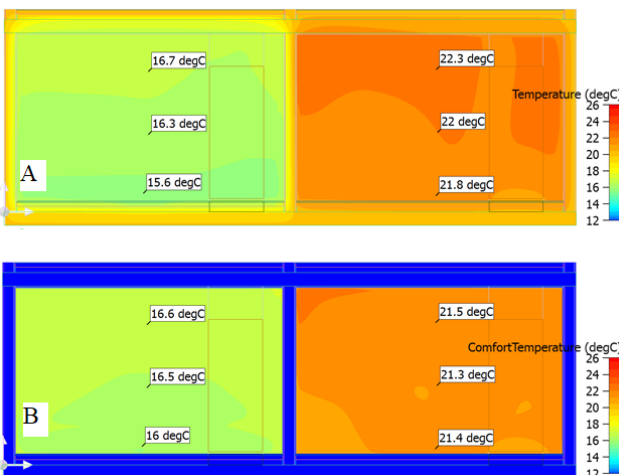 16.7 degC
22.3 degC
Temperature (degC)
26
24
22
20
18
16
14
12
16.3 degC
22 degC
A
15.6 degC
21.8 degC
16.6 degC
21.5 degC
ComfortTemperature (degC)
26
24
22
20
18
16
14
12
16.5 degC
21.3 degC
B
16 degC
21.4 degC